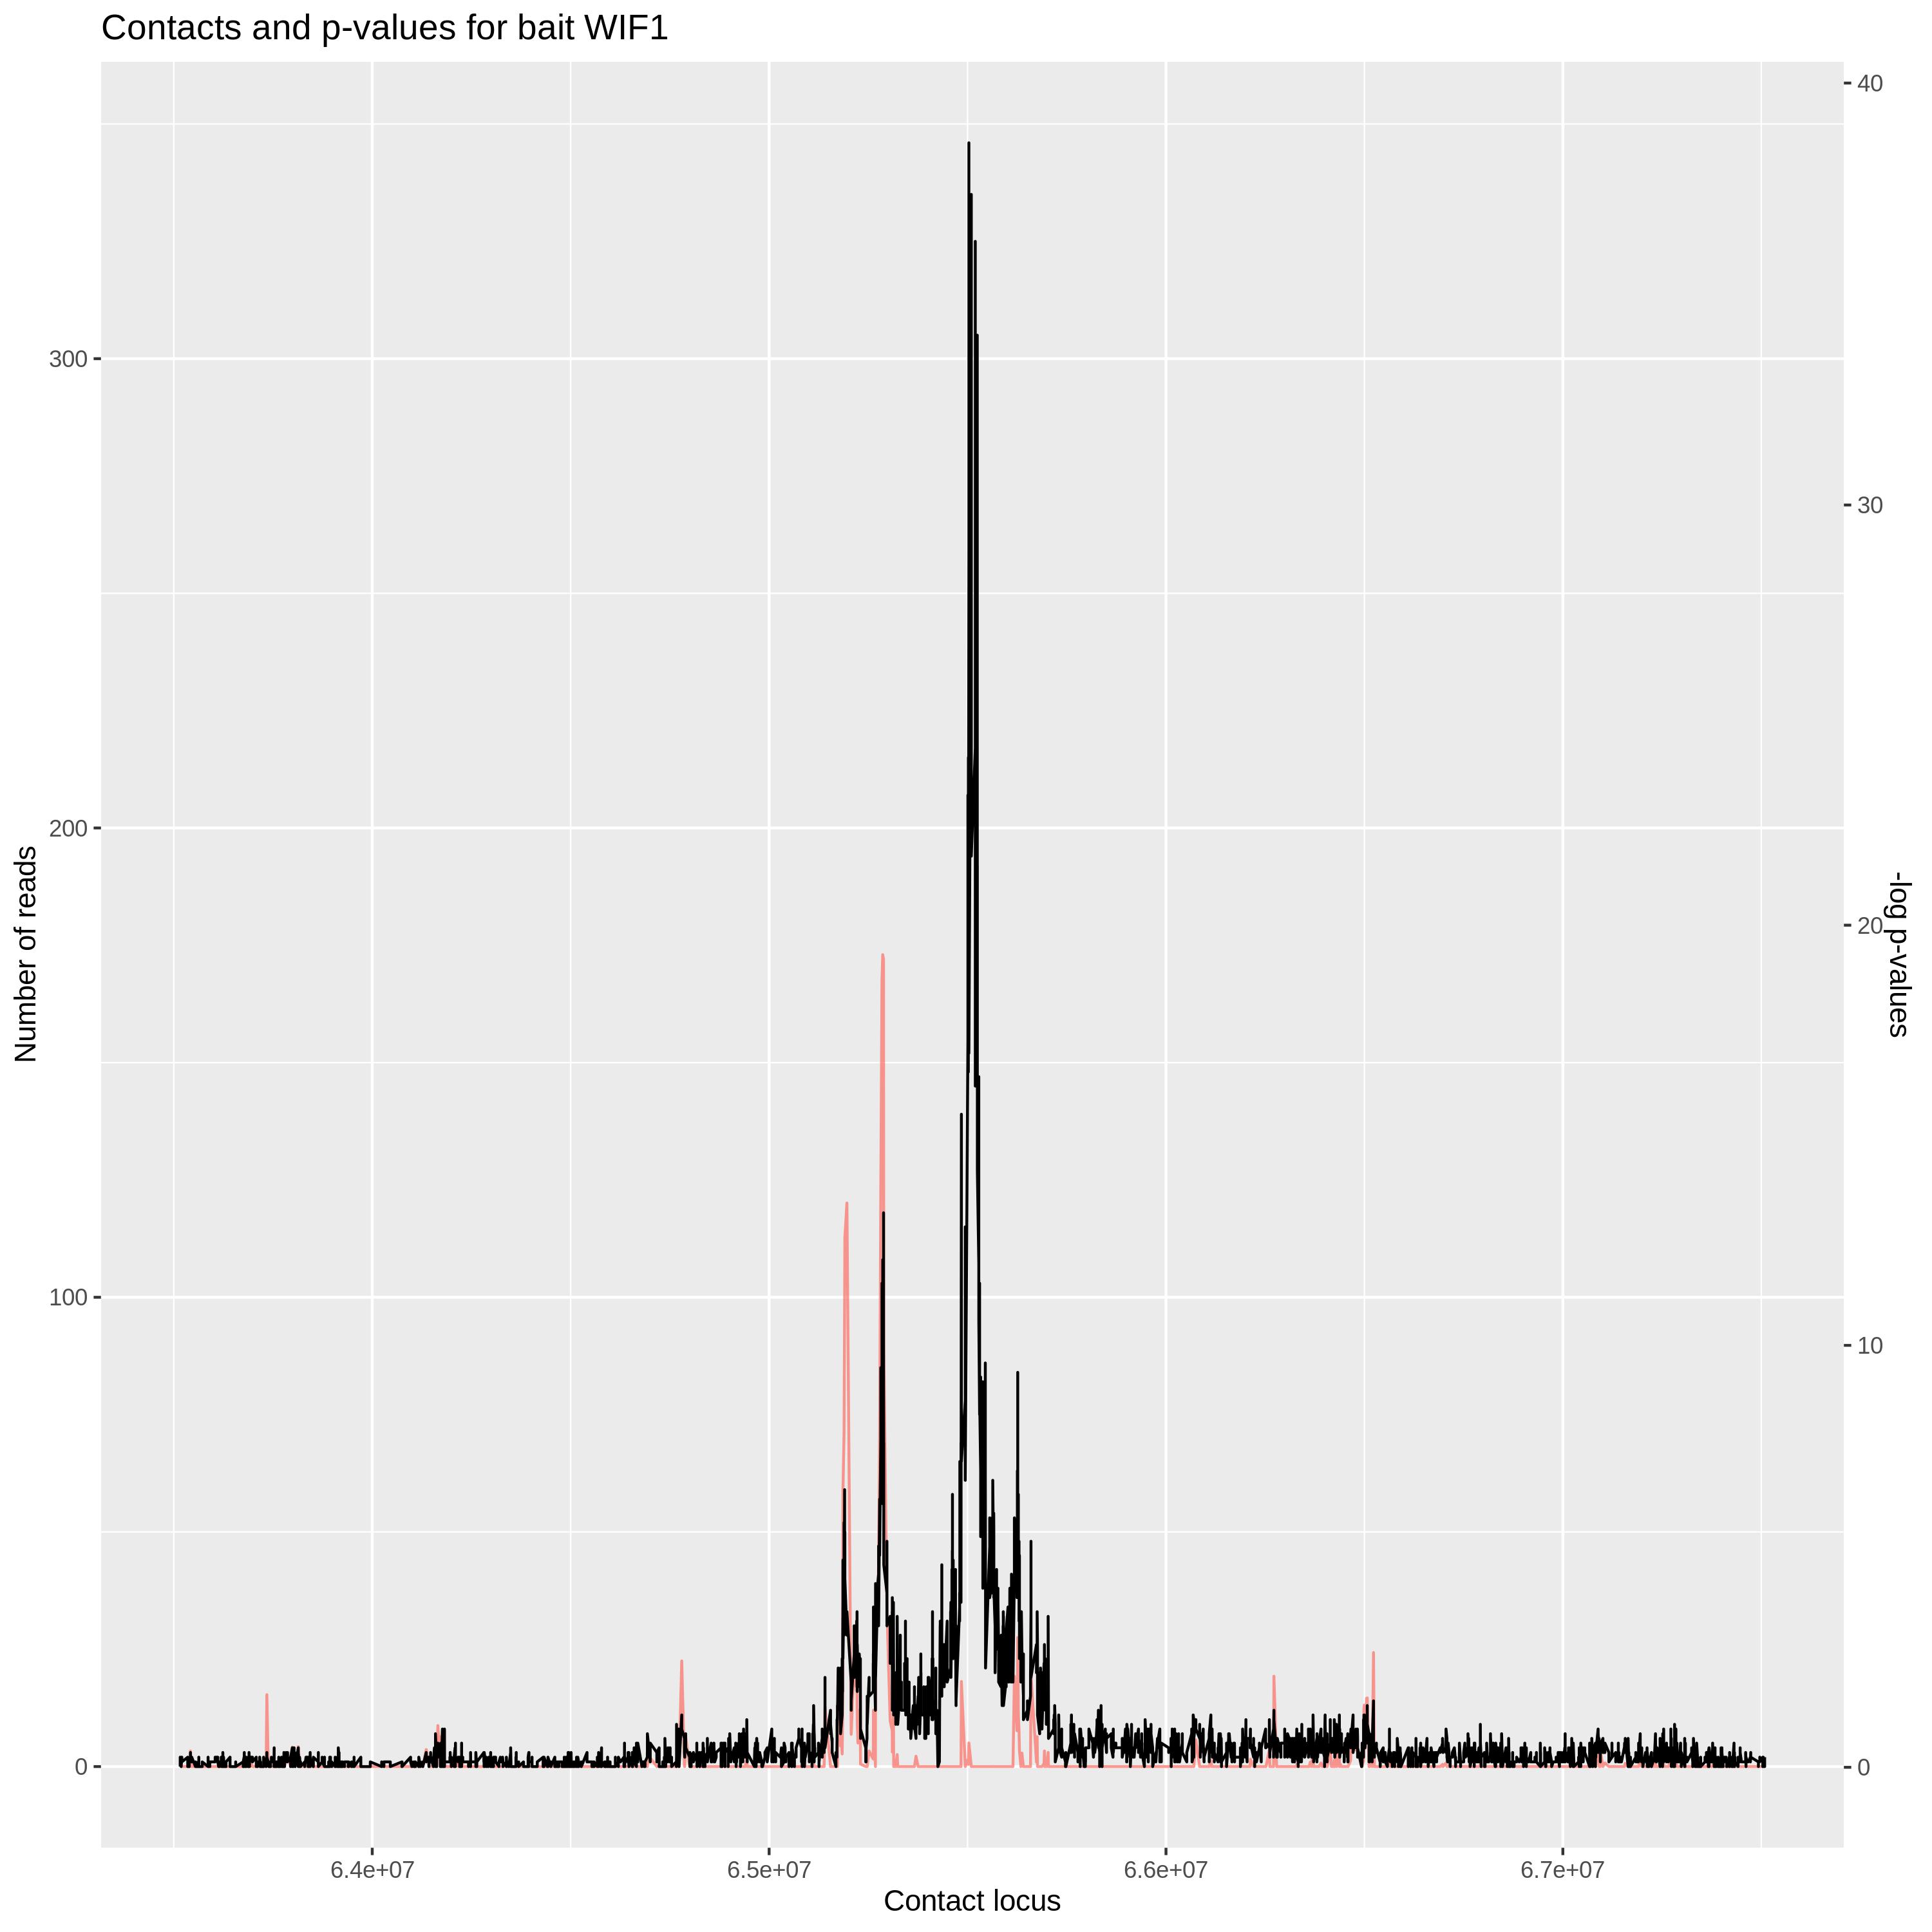 Contacts and p-values for bait WIF1
Number of reads
300
200
100
0
40
30
20
10
0
-log p-values
6.4e+07
6.5e+07
6.6e+07
6.7e+07
Contact locus